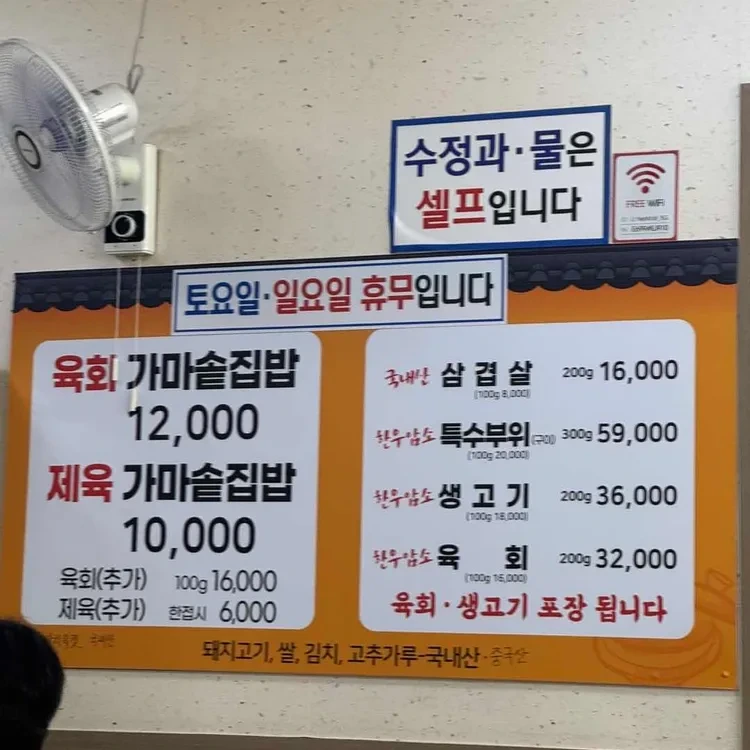 수정과·물은
셀프입니다
FREE WiFi
토요일·일요일 휴무입니다
육회 가마솥집밥
12,000
제육 가마솥집밥
10,000
육회(추가) 100g 16,000
제육(추가) 한접시 6,000
국내산 삼겹살 200g 16,000
(100g 8,000)
한우암소 특수부위(구이) 300g 59,000
(100g 20,000)
한우암소 생고기 200g 36,000
(100g 18,000)
한우암소 육회 200g 32,000
(100g 16,000)
육회·생고기 포장 됩니다
돼지고기, 쌀, 김치, 고추가루-국내산·중국산